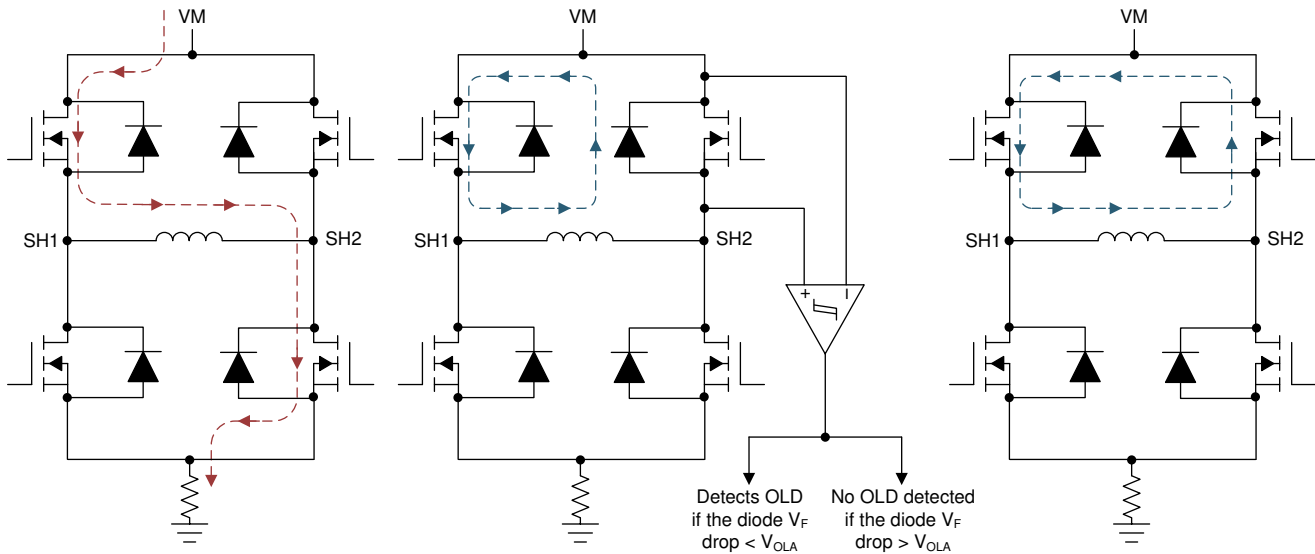 VM
VM
VM
SH1
SH2
SH1
SH2
SH1
SH2
+
−
Detects OLD
if the diode VF
drop < VOLA
No OLD detected
if the diode VF
drop > VOLA